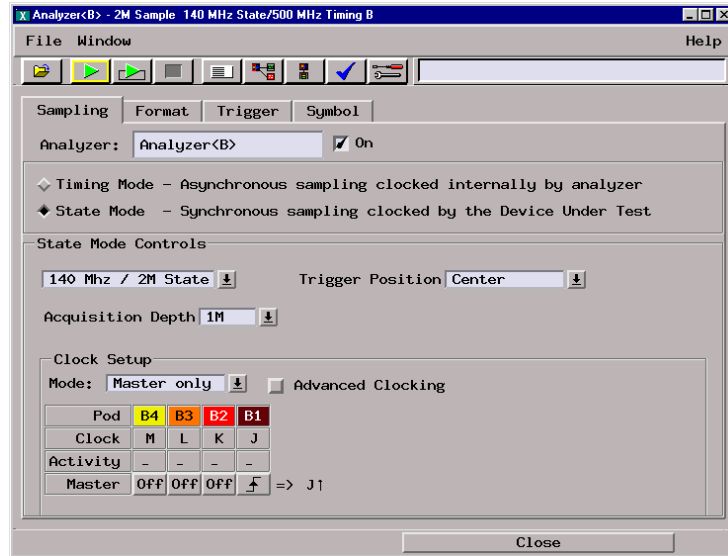 Analyzer<B> - 2M Sample 140 MHz State/500 MHz Timing B
File Window Help
Sampling Format Trigger Symbol
Analyzer: Analyzer<B> On
Timing Mode - Asynchronous sampling clocked internally by analyzer
State Mode - Synchronous sampling clocked by the Device Under Test
State Mode Controls
140 Mhz / 2M State Trigger Position Center
Acquisition Depth 1M
Clock Setup
Mode: Master only Advanced Clocking
Pod B4 B3 B2 B1
Clock M L K J
Activity - - - -
Master Off Off Off => J↑
Close